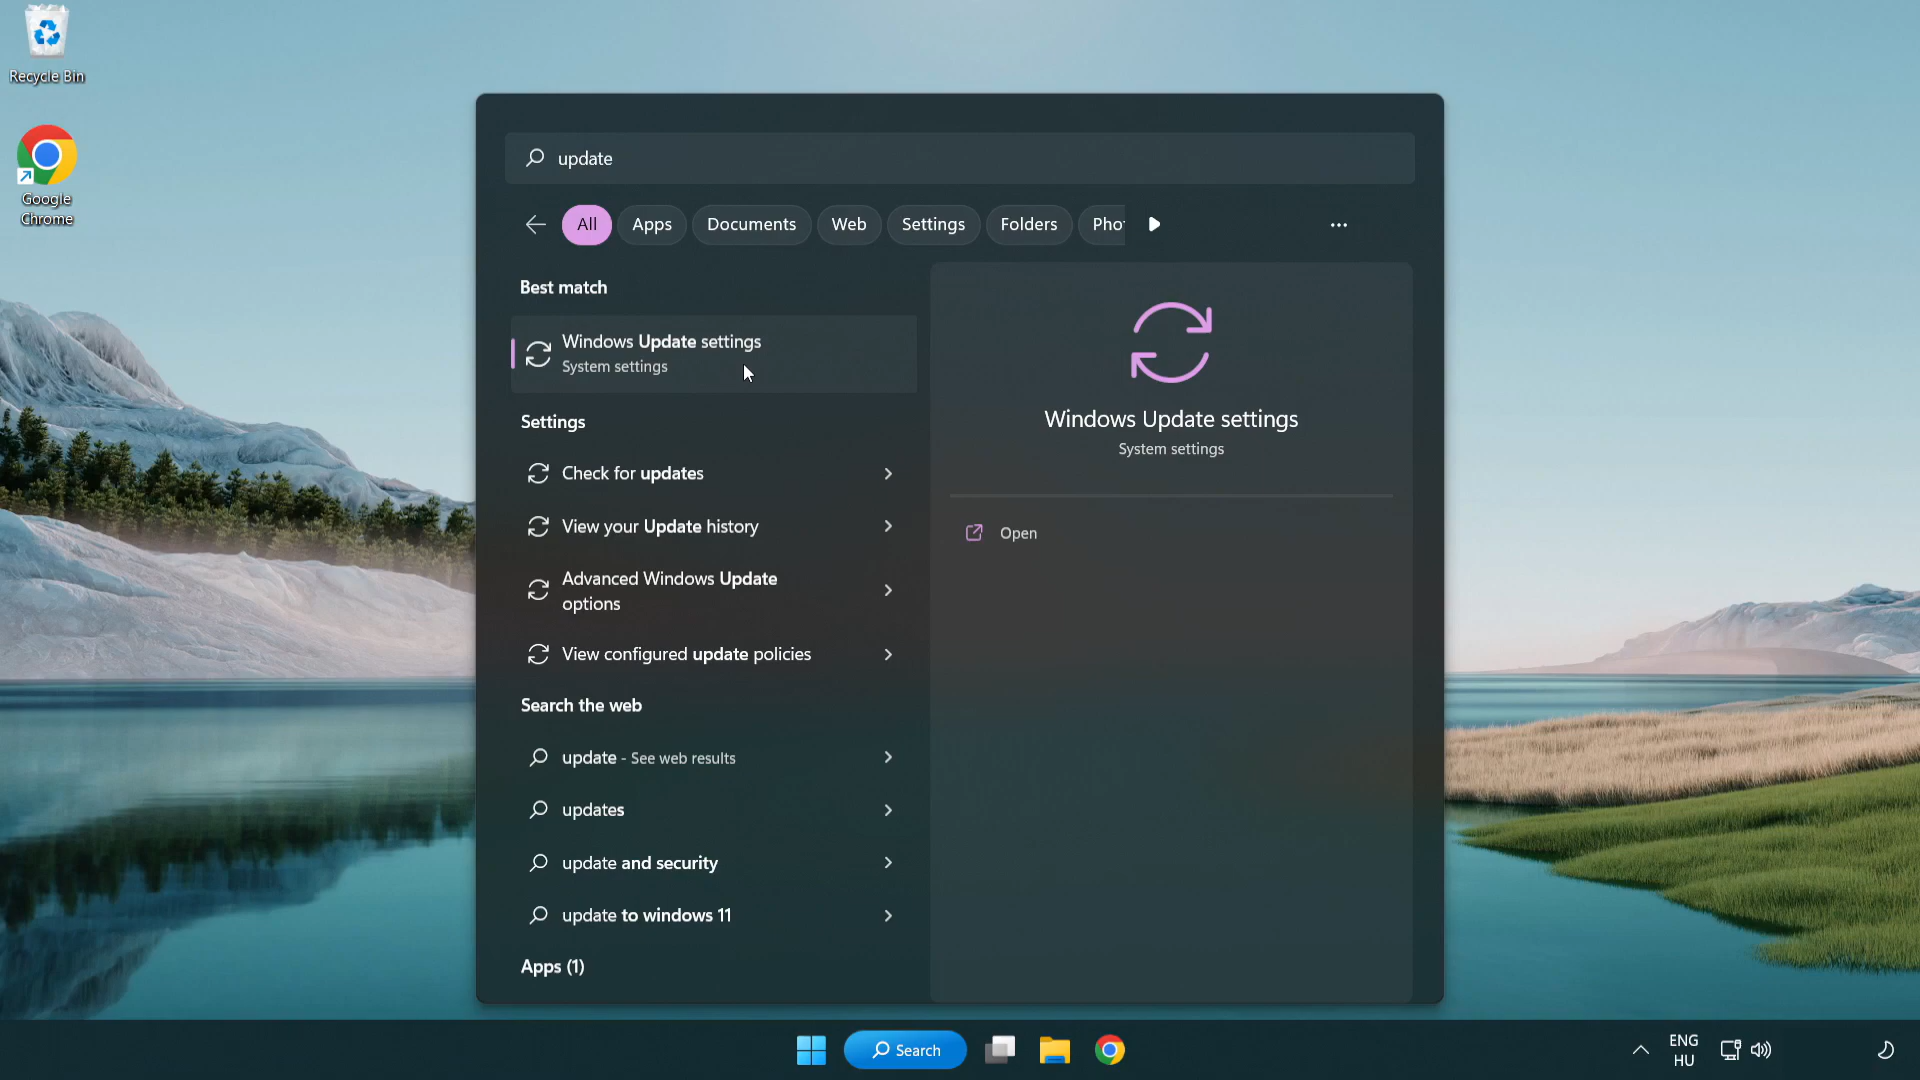 Recycle Bin
Google
Chrome
update
All
Apps
Documents
Web
Settings
Folders
Pho
Best match
Windows Update settings
System settings
Settings
Check for updates
View your Update history
Advanced Windows Update
options
View configured update policies
Search the web
update - See web results
updates
update and security
update to windows 11
Apps (1)
Windows Update settings
System settings
Open
Search
ENG
HU